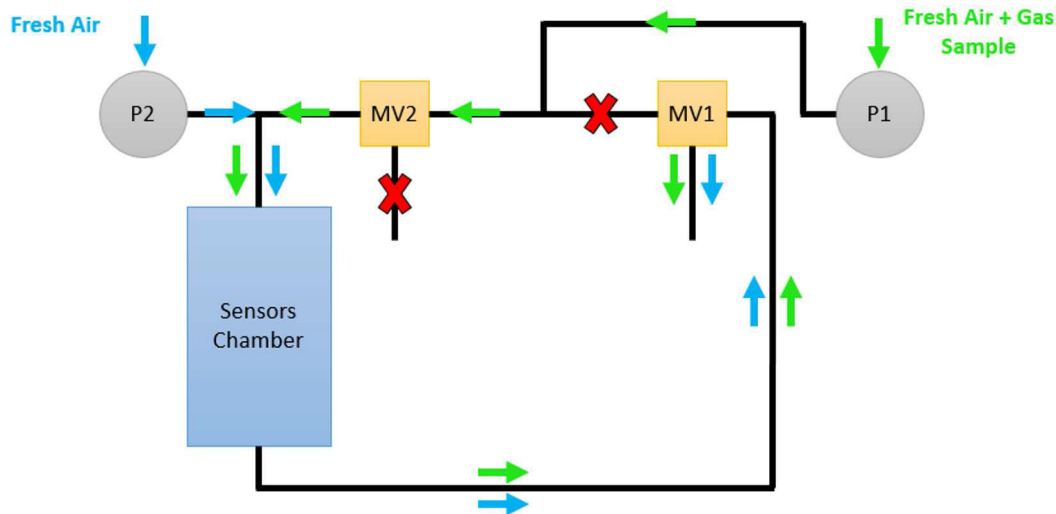 Fresh Air
Fresh Air + Gas
Sample
P2
MV2
MV1
P1
Sensors
Chamber